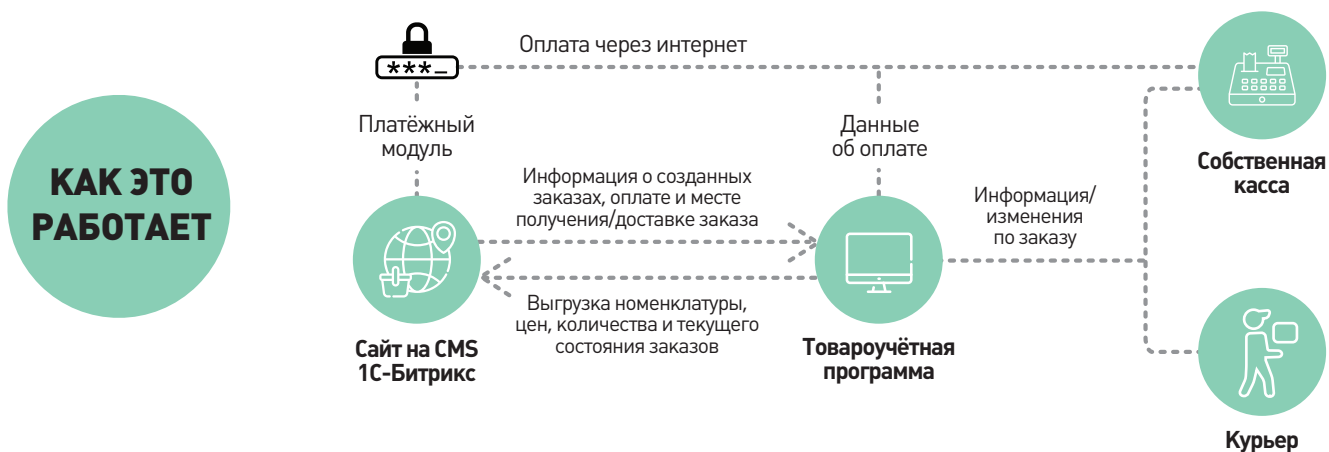 КАК ЭТО
РАБОТАЕТ
***_
Оплата через интернет
Платёжный
модуль
Данные
об оплате
Информация о созданных
заказах, оплате и месте
получения/доставке заказа
Информация/
изменения
по заказу
Выгрузка номенклатуры,
цен, количества и текущего
состояния заказов
Сайт на CMS
1С-Битрикс
Товароучётная
программа
Собственная
касса
Курьер